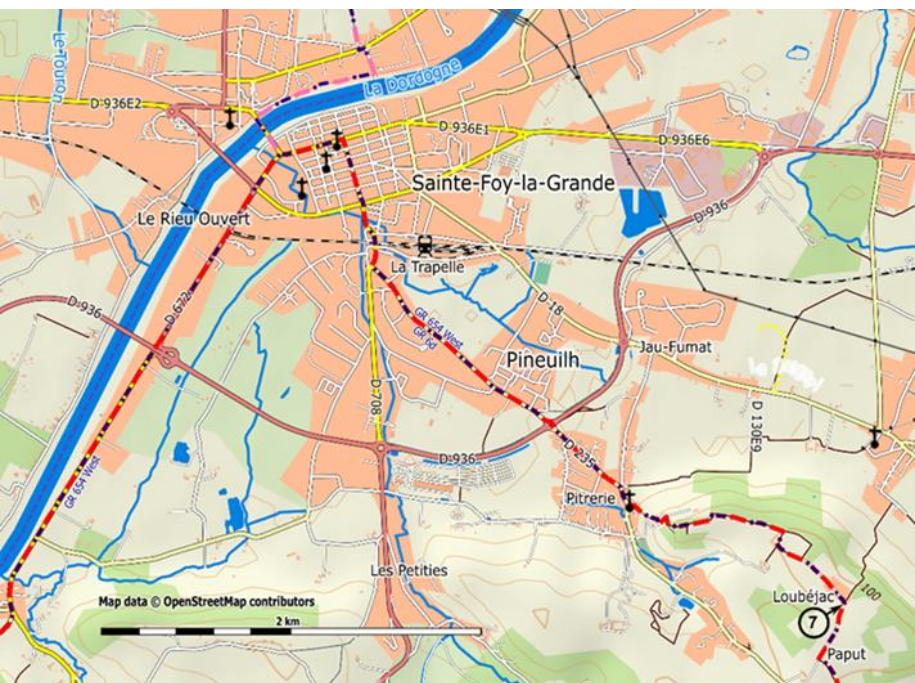 Le Touron
La Dordogne
D 936E2
D 936E1
D 936E6
Sainte-Foy-la-Grande
Le Rieu Ouvert
D 936
La Trapelle
D 936
D 672
D 18
GR 654 West
GR 6d
Jau-Fumat
Pineuilh
D 708
D 130E9
D 936
D 235
GR 654 West
Pitrerie
Les Petities
Loubéjac
100
Map data © OpenStreetMap contributors
2 km
7
Paput